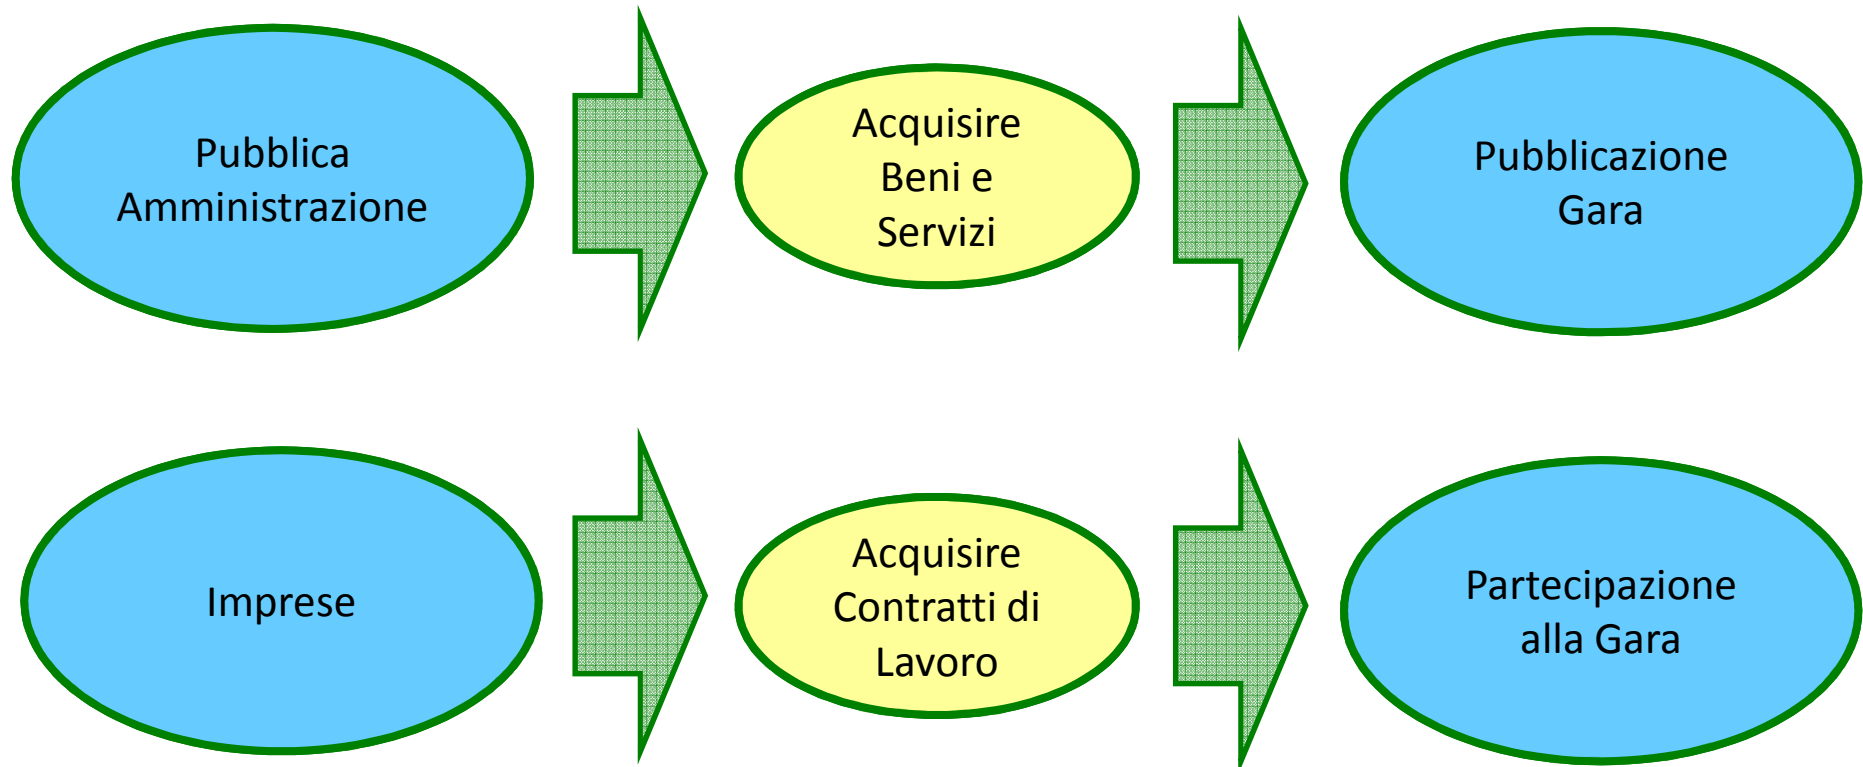 Pubblica
Amministrazione
Acquisire
Beni e
Servizi
Pubblicazione
Gara
Imprese
Acquisire
Contratti di
Lavoro
Partecipazione
alla Gara